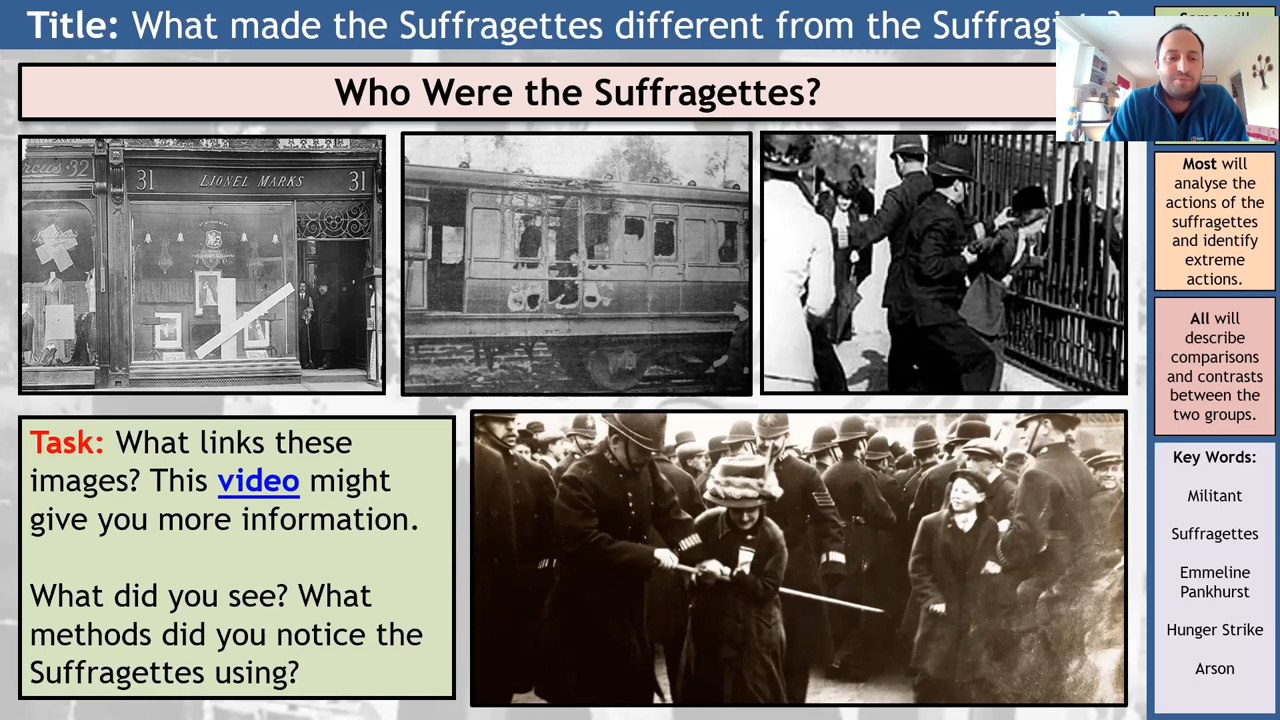 Title: What made the Suffragettes different from the
Who Were the Suffragettes?
31 LIONEL MARKS 31
Task: What links these
images? This video might
give you more information.
What did you see? What
methods did you notice the
Suffragettes using?
Most will
analyse the
actions of the
suffragettes
and identify
extreme
actions.
All will
describe
comparisons
and contrasts
between the
two groups.
Key Words:
Militant
Suffragettes
Emmeline
Pankhurst
Hunger Strike
Arson